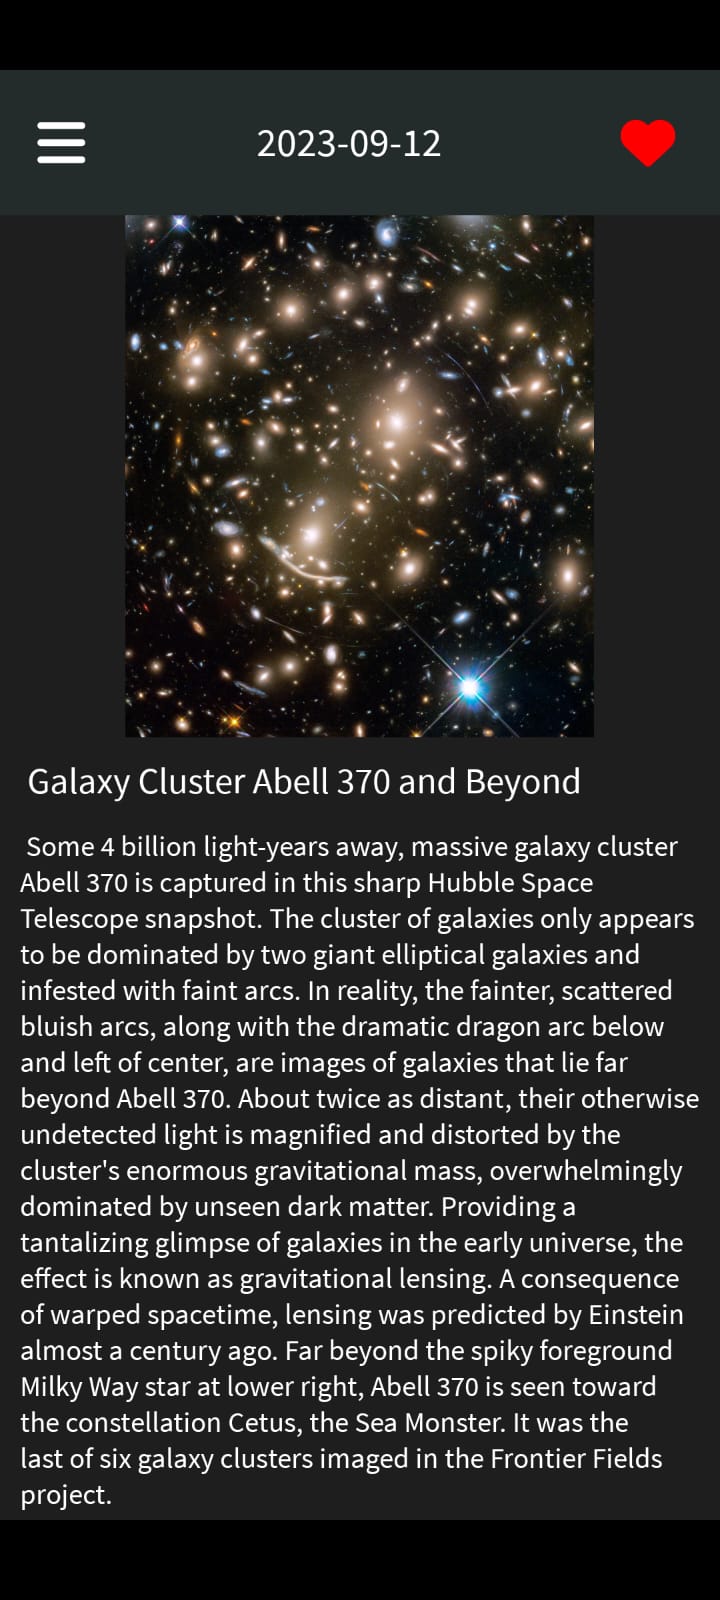 2023-09-12
Galaxy Cluster Abell 370 and Beyond
Some 4 billion light-years away, massive galaxy cluster
Abell 370 is captured in this sharp Hubble Space
Telescope snapshot. The cluster of galaxies only appears
to be dominated by two giant elliptical galaxies and
infested with faint arcs. In reality, the fainter, scattered
bluish arcs, along with the dramatic dragon arc below
and left of center, are images of galaxies that lie far
beyond Abell 370. About twice as distant, their otherwise
undetected light is magnified and distorted by the
cluster's enormous gravitational mass, overwhelmingly
dominated by unseen dark matter. Providing a
tantalizing glimpse of galaxies in the early universe, the
effect is known as gravitational lensing. A consequence
of warped spacetime, lensing was predicted by Einstein
almost a century ago. Far beyond the spiky foreground
Milky Way star at lower right, Abell 370 is seen toward
the constellation Cetus, the Sea Monster. It was the
last of six galaxy clusters imaged in the Frontier Fields
project.